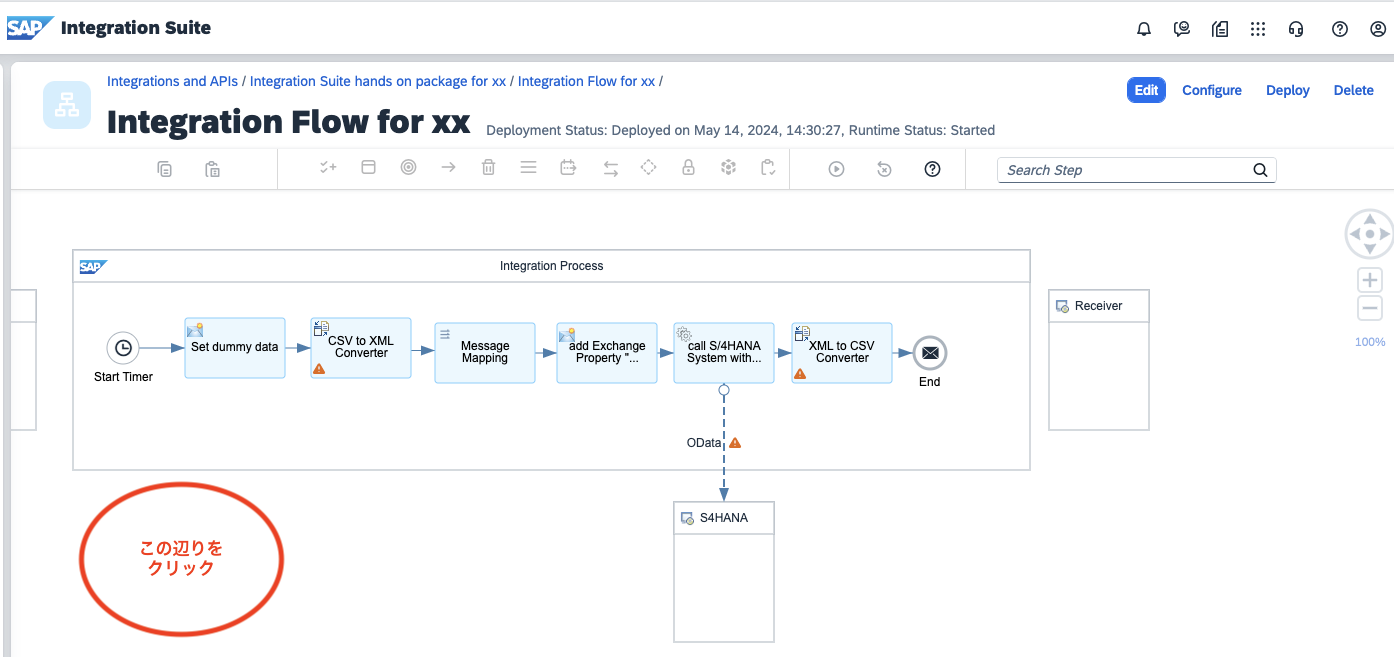 SAP Integration Suite
Integrations and APIs / Integration Suite hands on package for xx / Integration Flow for xx /
Edit Configure Deploy Delete
Integration Flow for xx
Deployment Status: Deployed on May 14, 2024, 14:30:27, Runtime Status: Started
Search Step
SAP
Integration Process
Start Timer
Set dummy data
CSV to XML
Converter
Message
Mapping
add Exchange
Property "...
call S/4HANA
System with...
XML to CSV
Converter
End
Receiver
100%
OData
S4HANA
この辺りを
クリック